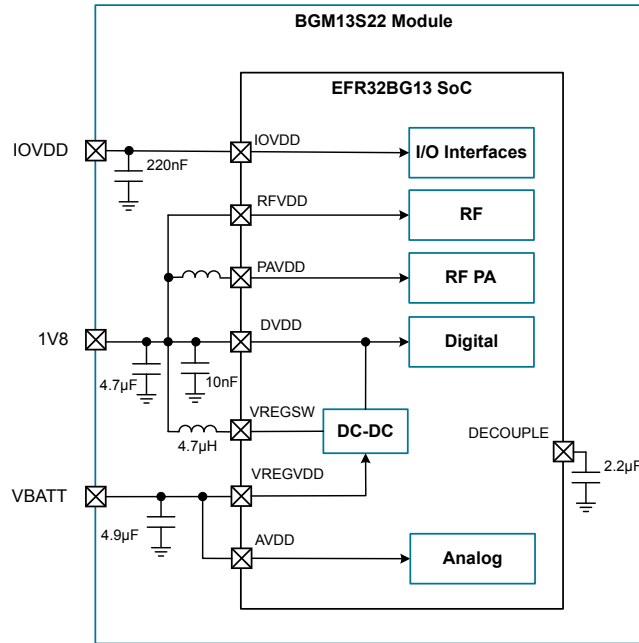 BGM13S22 Module
EFR32BG13 SoC
IOVDD
220nF
IOVDD
I/O Interfaces
RFVDD
RF
PAVDD
RF PA
1V8
DVDD
Digital
4.7µF
10nF
VREGSW
DC-DC
4.7µH
DECOUPLE
2.2µF
VBATT
VREGVDD
4.9µF
AVDD
Analog